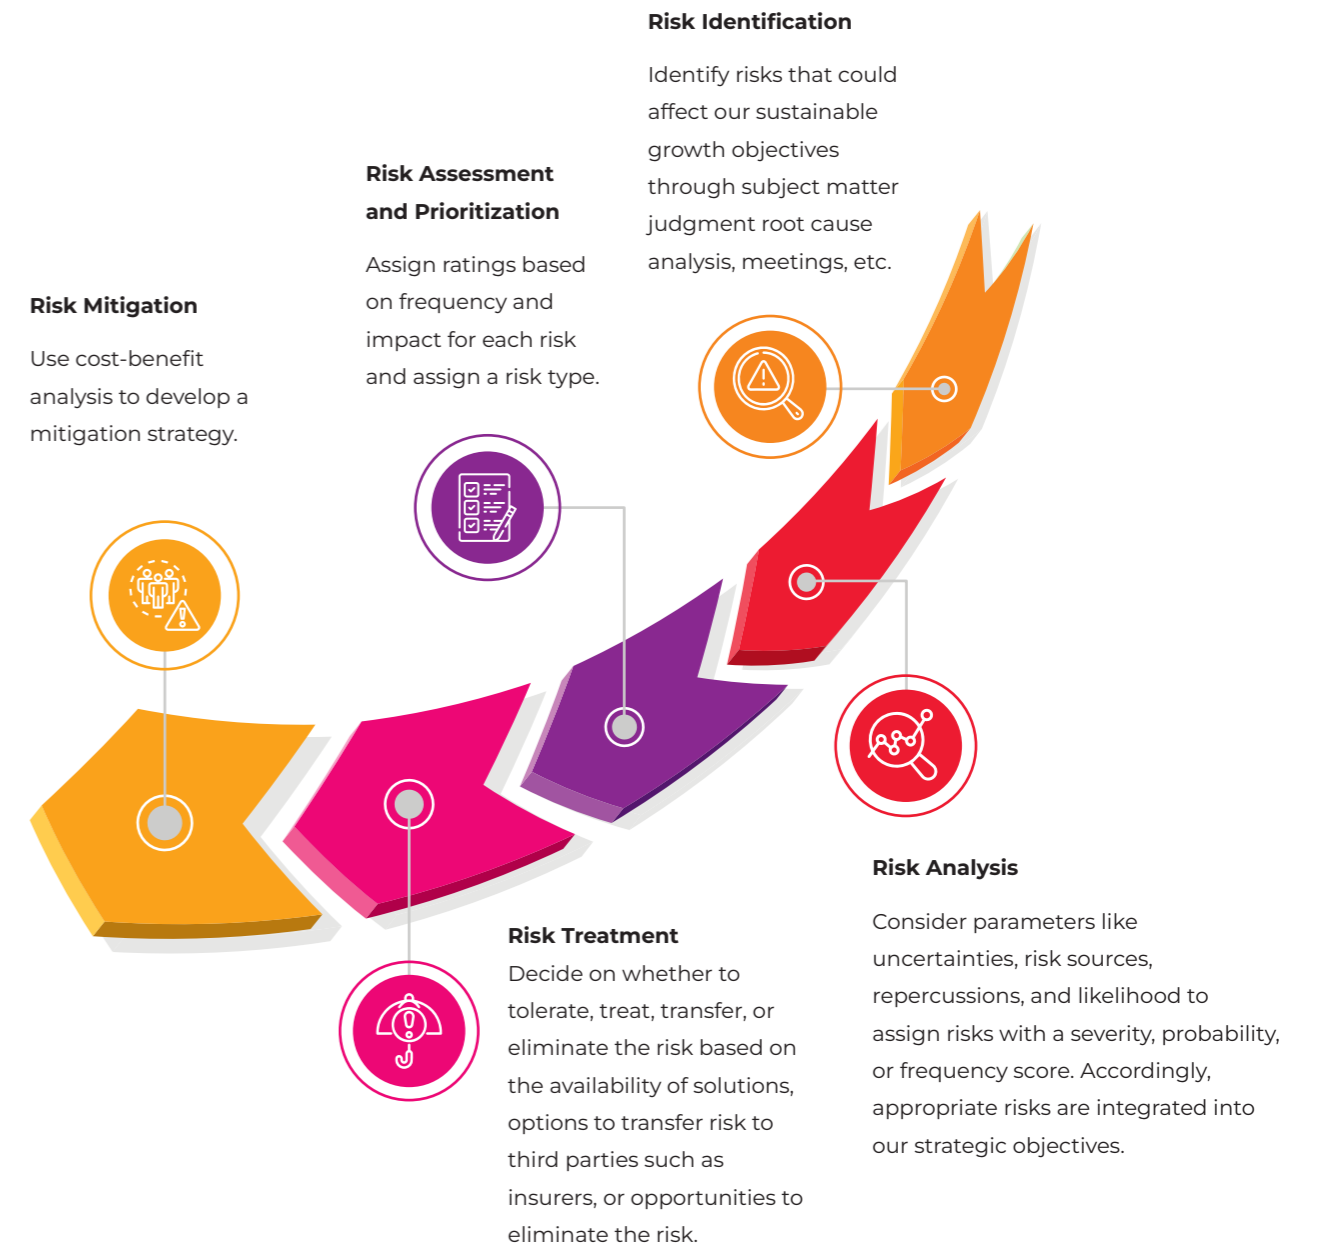 Risk Identification
Identify risks that could
affect our sustainable
growth objectives
through subject matter
judgment root cause
analysis, meetings, etc.
Risk Assessment
and Prioritization
Assign ratings based
on frequency and
impact for each risk
and assign a risk type.
Risk Mitigation
Use cost-benefit
analysis to develop a
mitigation strategy.
Risk Analysis
Consider parameters like
uncertainties, risk sources,
repercussions, and likelihood to
assign risks with a severity, probability,
or frequency score. Accordingly,
appropriate risks are integrated into
our strategic objectives.
Risk Treatment
Decide on whether to
tolerate, treat, transfer, or
eliminate the risk based on
the availability of solutions,
options to transfer risk to
third parties such as
insurers, or opportunities to
eliminate the risk.